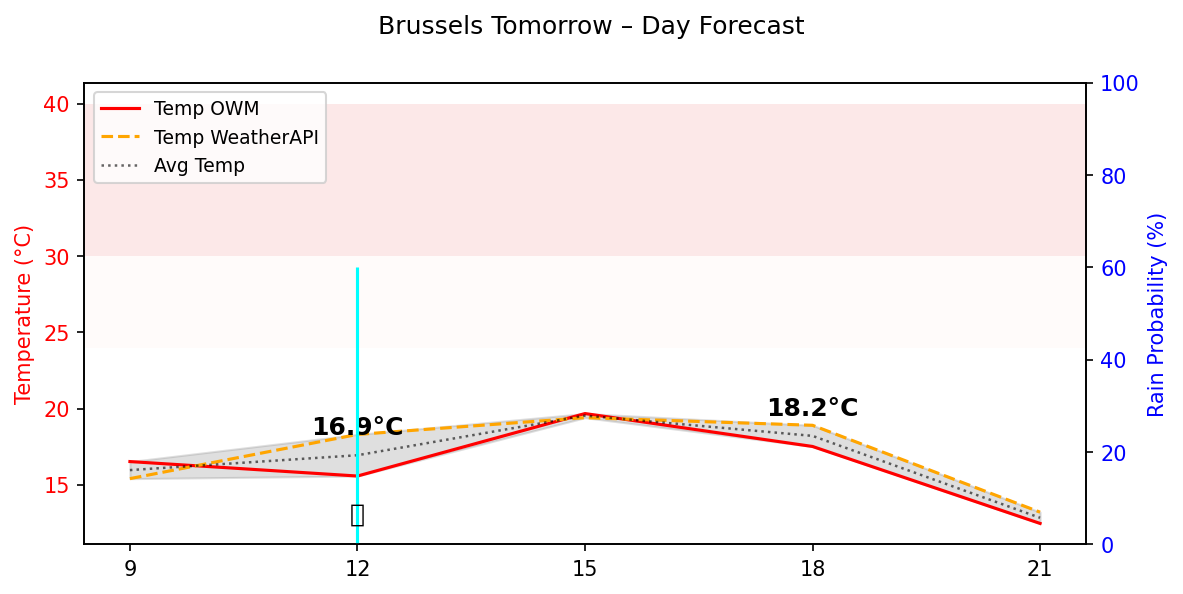 Brussels Tomorrow – Day Forecast
Temp OWM
Temp WeatherAPI
Avg Temp
Temperature (°C)
40
35
30
25
20
15
Rain Probability (%)
100
80
60
40
20
0
16.9°C
18.2°C
9
12
15
18
21